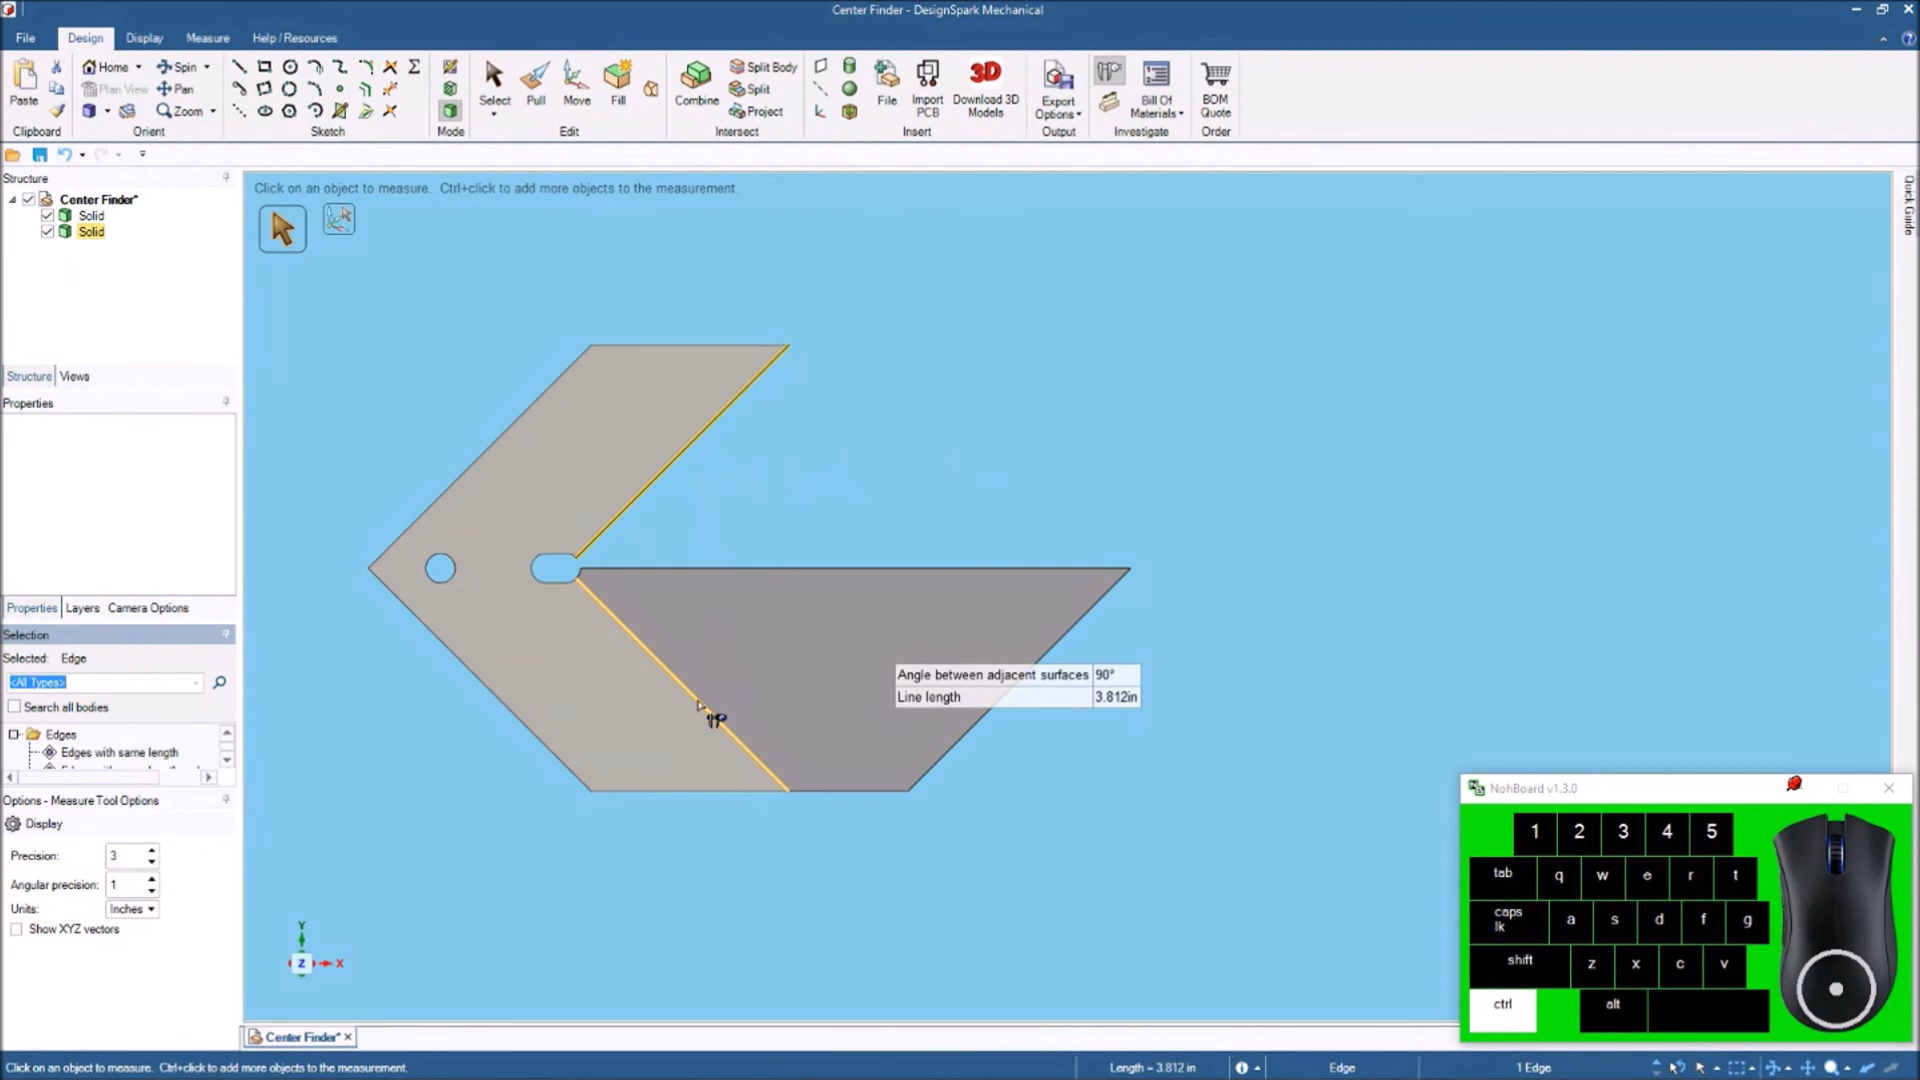 Center Finder - DesignSpark Mechanical
File
Design
Display
Measure
Help / Resources
Paste
Clipboard
Home
Spin
Plan View
Pan
Zoom
Orient
Sketch
Mode
Select
Pull
Move
Fill
Edit
Combine
Split Body
Split
Project
Intersect
File
Import
PCB
3D
Download 3D
Models
Insert
Export
Options
Output
Bill Of
Materials
Investigate
BOM
Quote
Order
Structure
Center Finder*
Solid
Solid
Structure
Views
Properties
Properties
Layers
Camera Options
Selection
Selected: Edge
<All Types>
Search all bodies
Edges
Edges with same length
Options - Measure Tool Options
Display
Precision: 3
Angular precision: 1
Units: Inches
Show XYZ vectors
Click on an object to measure. Ctrl+click to add more objects to the measurement.
Quick Guide
Angle between adjacent surfaces 90°
Line length 3.812in
Y
Z
X
NohBoard v1.3.0
1 2 3 4 5
tab q w e r t
caps
lk
a s d f g
shift z x c v
ctrl alt
Center Finder*
Click on an object to measure. Ctrl+click to add more objects to the measurement.
Length = 3.812 in
Edge
1 Edge